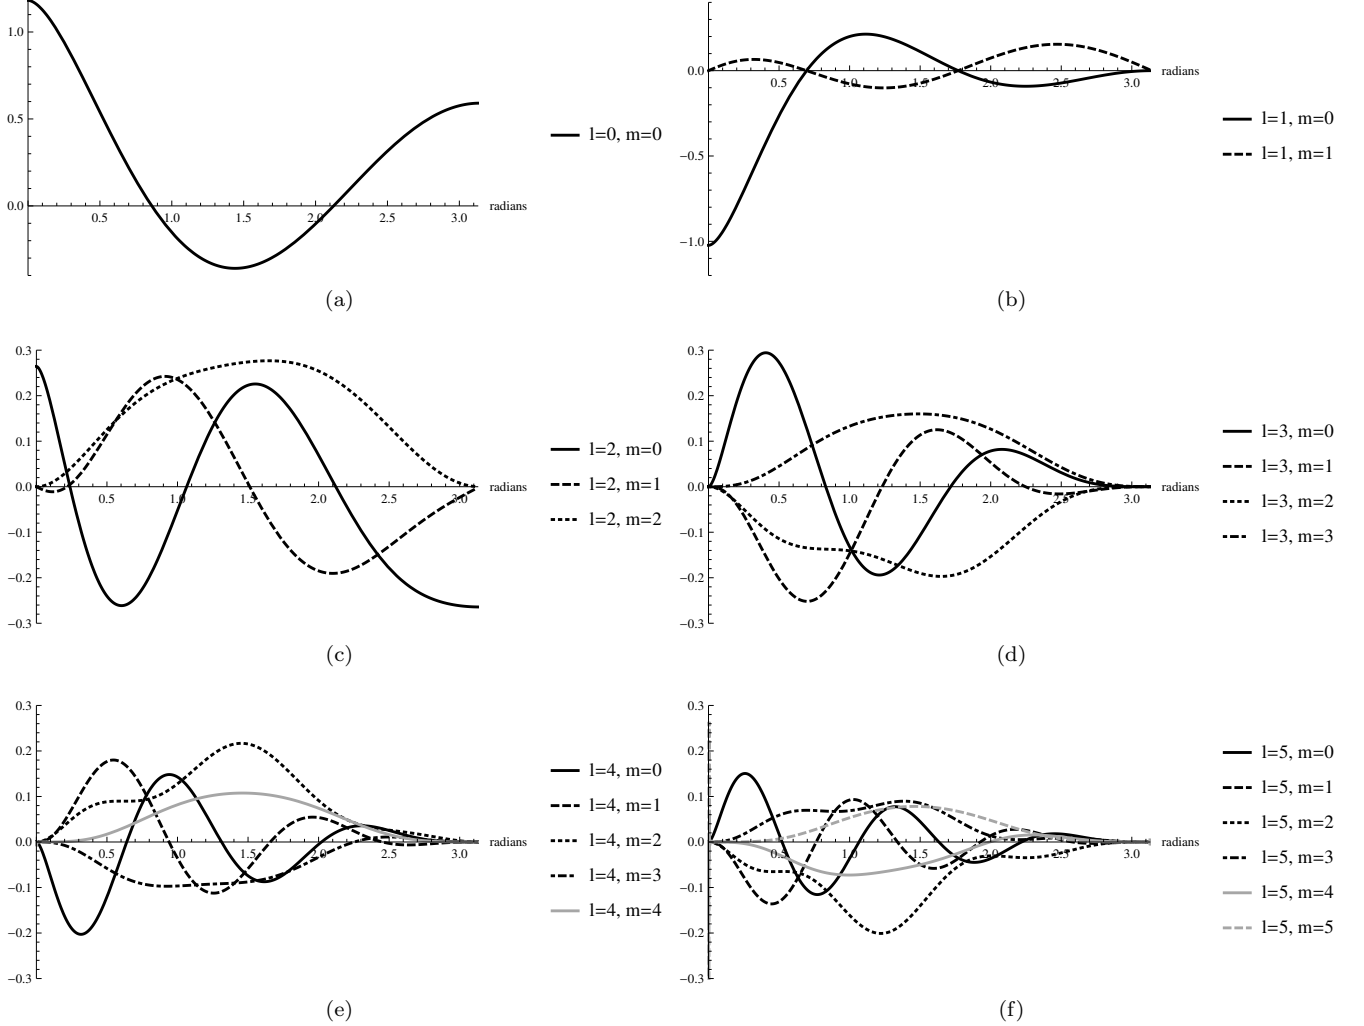 1.0
0.5
0.0
0.5 1.0 1.5 2.0 2.5 3.0 radians
l=0, m=0
(a)
0.0
−0.5
−1.0
0.5 1.0 1.5 2.0 2.5 3.0 radians
l=1, m=0
l=1, m=1
(b)
0.3
0.2
0.1
0.0
−0.1
−0.2
−0.3
0.5 1.0 1.5 2.0 2.5 3.0 radians
l=2, m=0
l=2, m=1
l=2, m=2
(c)
0.3
0.2
0.1
0.0
−0.1
−0.2
−0.3
0.5 1.0 1.5 2.0 2.5 3.0 radians
l=3, m=0
l=3, m=1
l=3, m=2
l=3, m=3
(d)
0.3
0.2
0.1
0.0
−0.1
−0.2
−0.3
0.5 1.0 1.5 2.0 2.5 3.0 radians
l=4, m=0
l=4, m=1
l=4, m=2
l=4, m=3
l=4, m=4
(e)
0.3
0.2
0.1
0.0
−0.1
−0.2
−0.3
0.5 1.0 1.5 2.0 2.5 3.0 radians
l=5, m=0
l=5, m=1
l=5, m=2
l=5, m=3
l=5, m=4
l=5, m=5
(f)